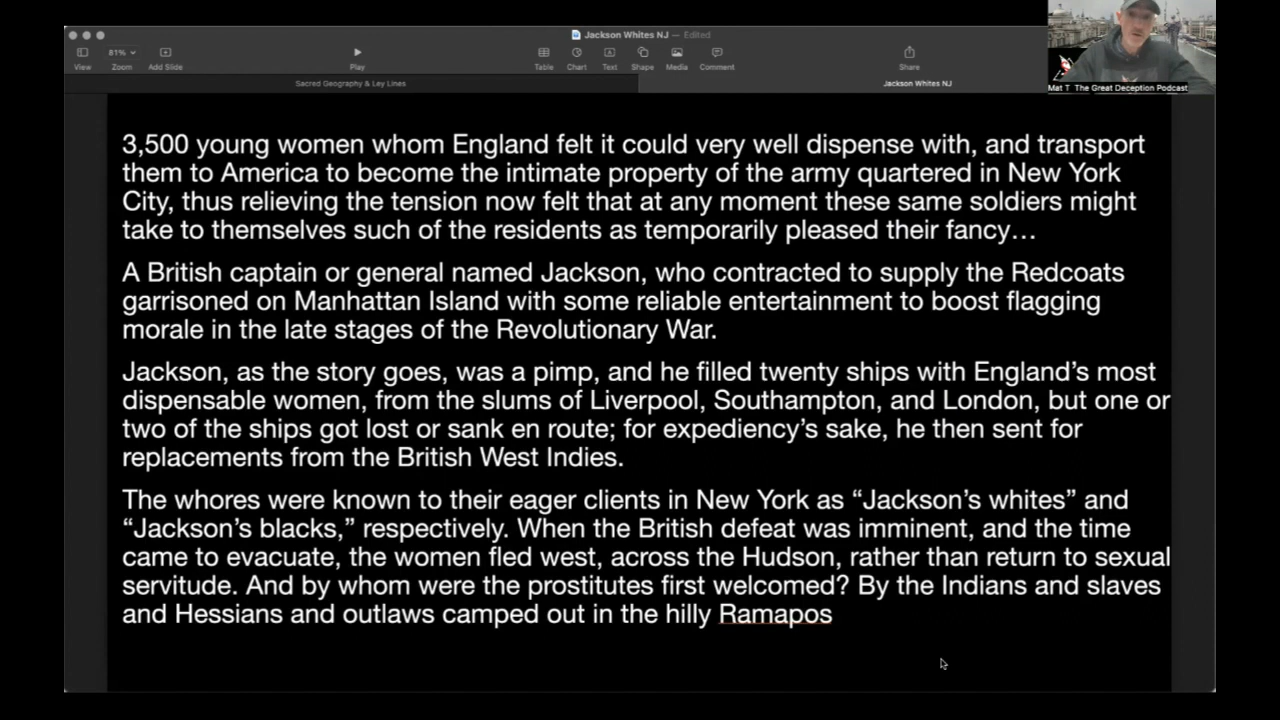 Jackson Whites NJ — Edited
View
81%
Zoom
Add Slide
Play
Table
Chart
Text
Shape
Media
Comment
Share
Sacred Geography & Ley Lines
Jackson Whites NJ
Mat T The Great Deception Podcast
3,500 young women whom England felt it could very well dispense with, and transport
them to America to become the intimate property of the army quartered in New York
City, thus relieving the tension now felt that at any moment these same soldiers might
take to themselves such of the residents as temporarily pleased their fancy…
A British captain or general named Jackson, who contracted to supply the Redcoats
garrisoned on Manhattan Island with some reliable entertainment to boost flagging
morale in the late stages of the Revolutionary War.
Jackson, as the story goes, was a pimp, and he filled twenty ships with England’s most
dispensable women, from the slums of Liverpool, Southampton, and London, but one or
two of the ships got lost or sank en route; for expediency’s sake, he then sent for
replacements from the British West Indies.
The whores were known to their eager clients in New York as “Jackson’s whites” and
“Jackson’s blacks,” respectively. When the British defeat was imminent, and the time
came to evacuate, the women fled west, across the Hudson, rather than return to sexual
servitude. And by whom were the prostitutes first welcomed? By the Indians and slaves
and Hessians and outlaws camped out in the hilly Ramapos